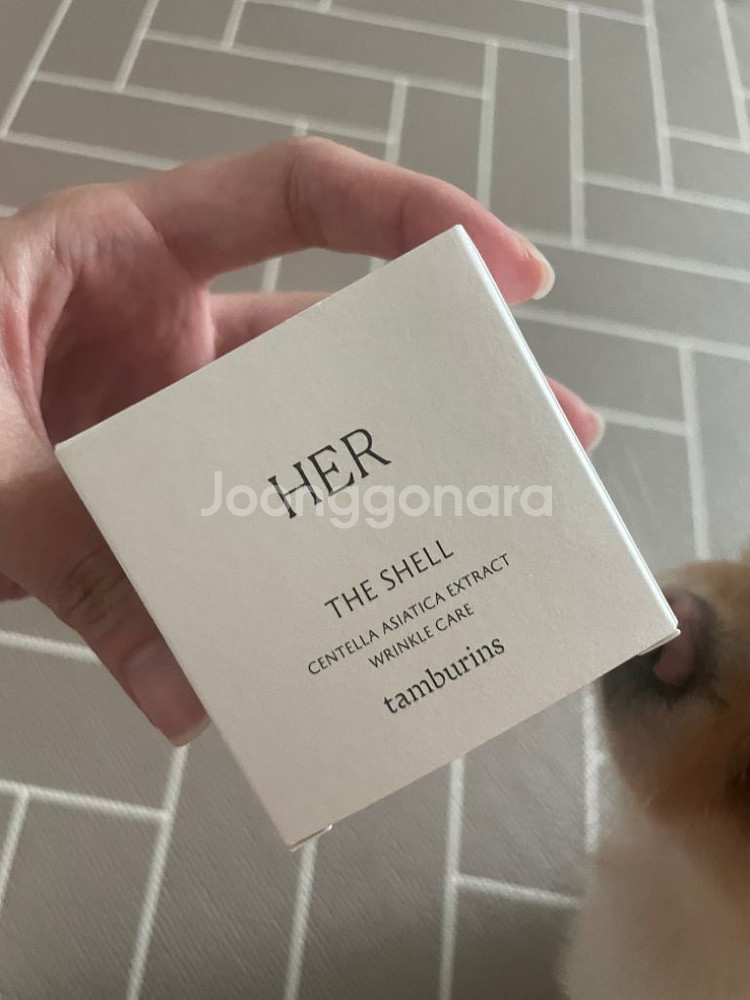 HER
Joonggonara
THE SHELL
CENTELLA ASIATICA EXTRACT
WRINKLE CARE
tamburins